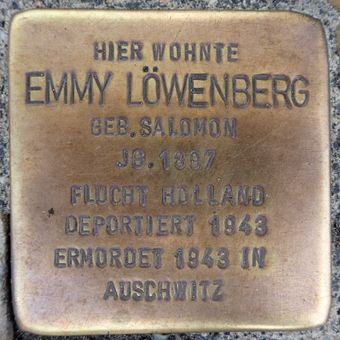 HIER WOHNTE
EMMY LÖWENBERG
GEB. SALOMON
JG. 1887
FLUCHT HOLLAND
DEPORTIERT 1943
ERMORDET 1943 IN
AUSCHWITZ